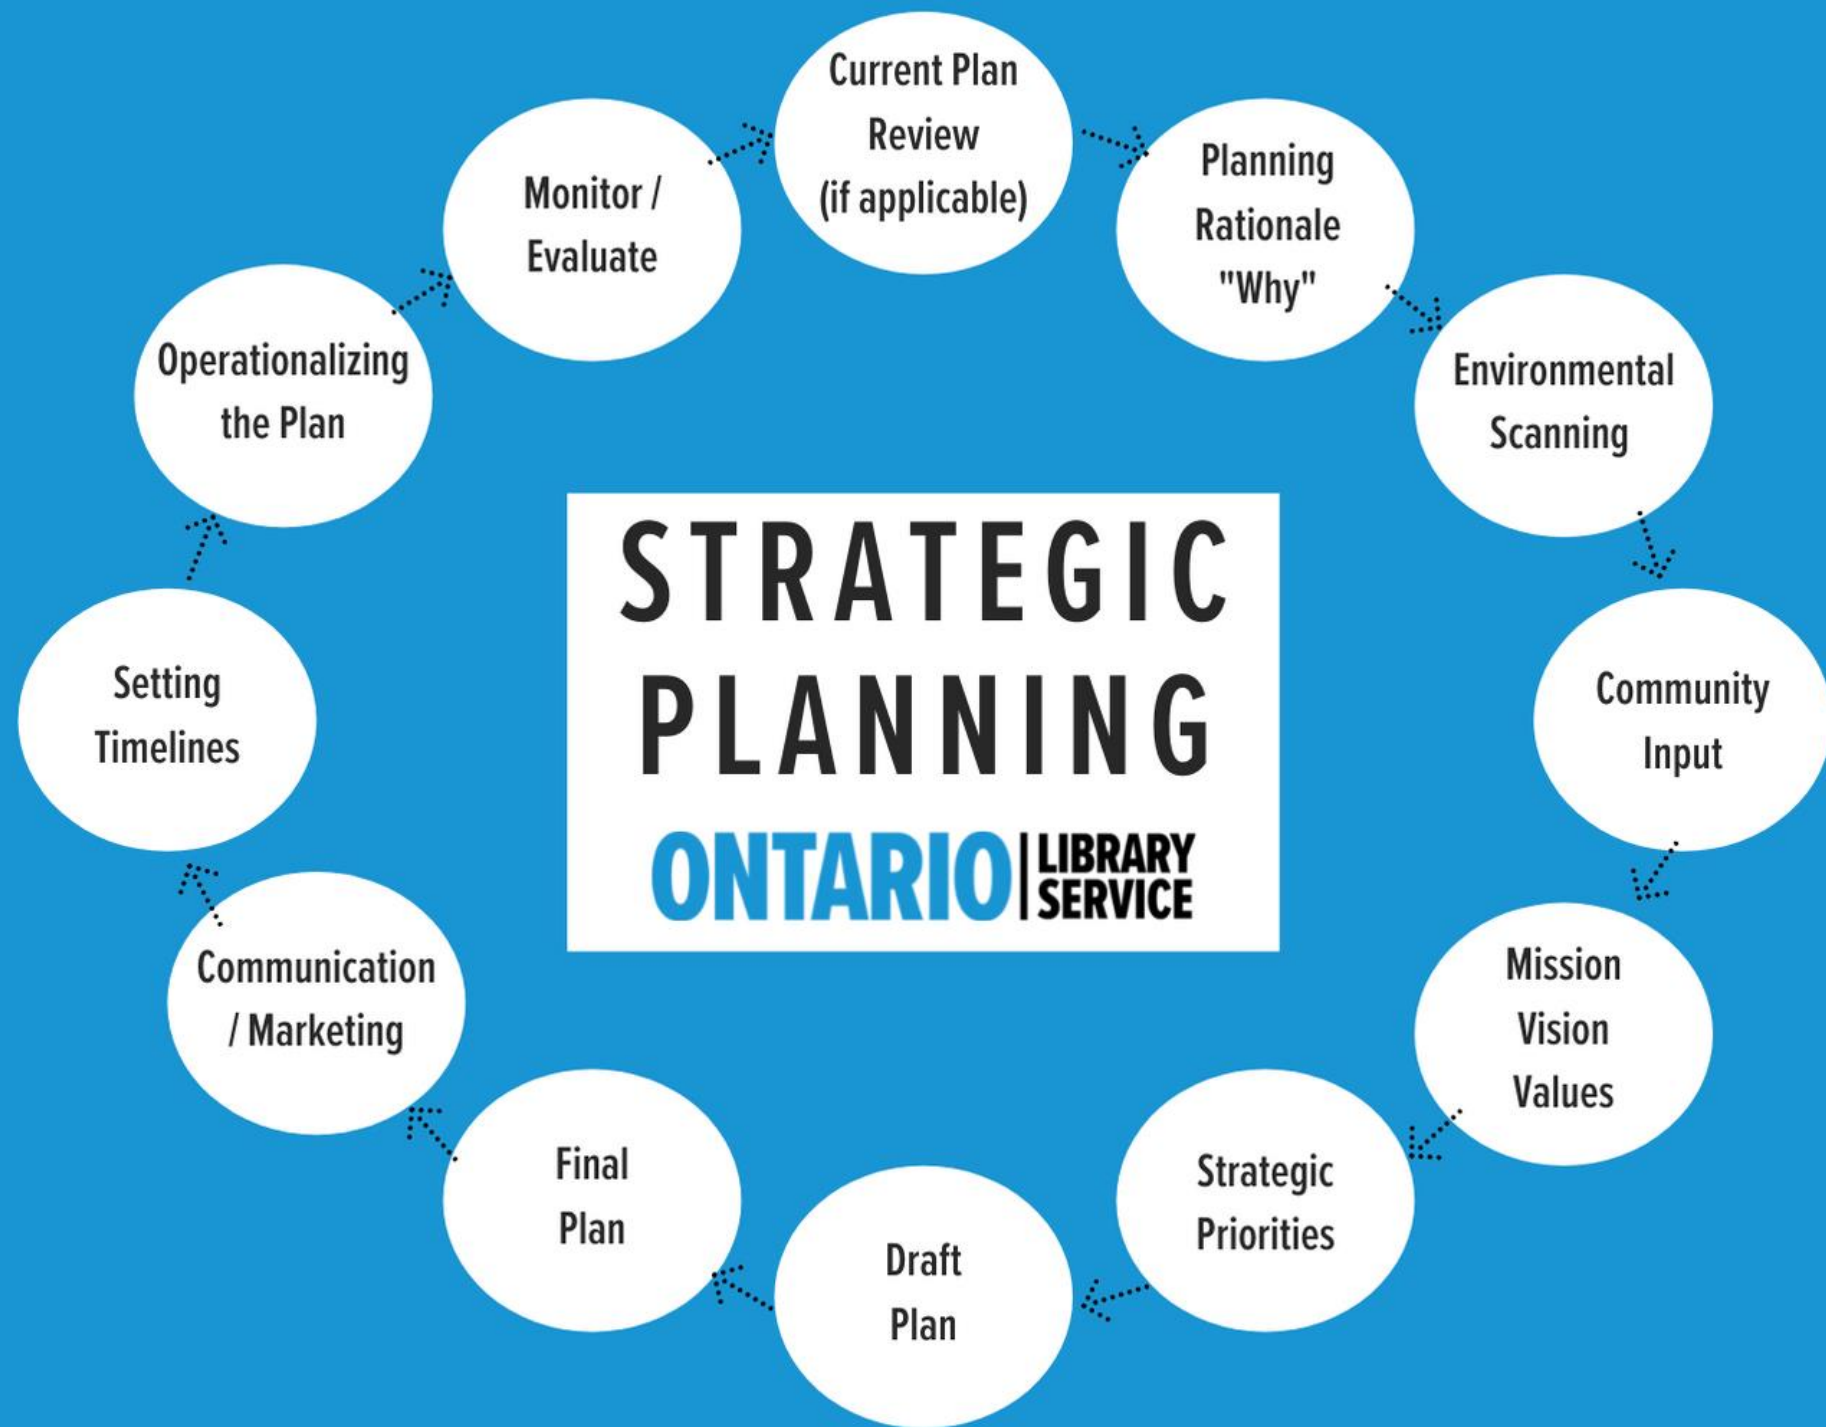 Current Plan
Review
(if applicable)
Planning
Rationale
"Why"
Environmental
Scanning
Community
Input
Mission
Vision
Values
Strategic
Priorities
Draft
Plan
Final
Plan
Communication
/ Marketing
Setting
Timelines
Operationalizing
the Plan
Monitor /
Evaluate
STRATEGIC
PLANNING
ONTARIO LIBRARY
SERVICE